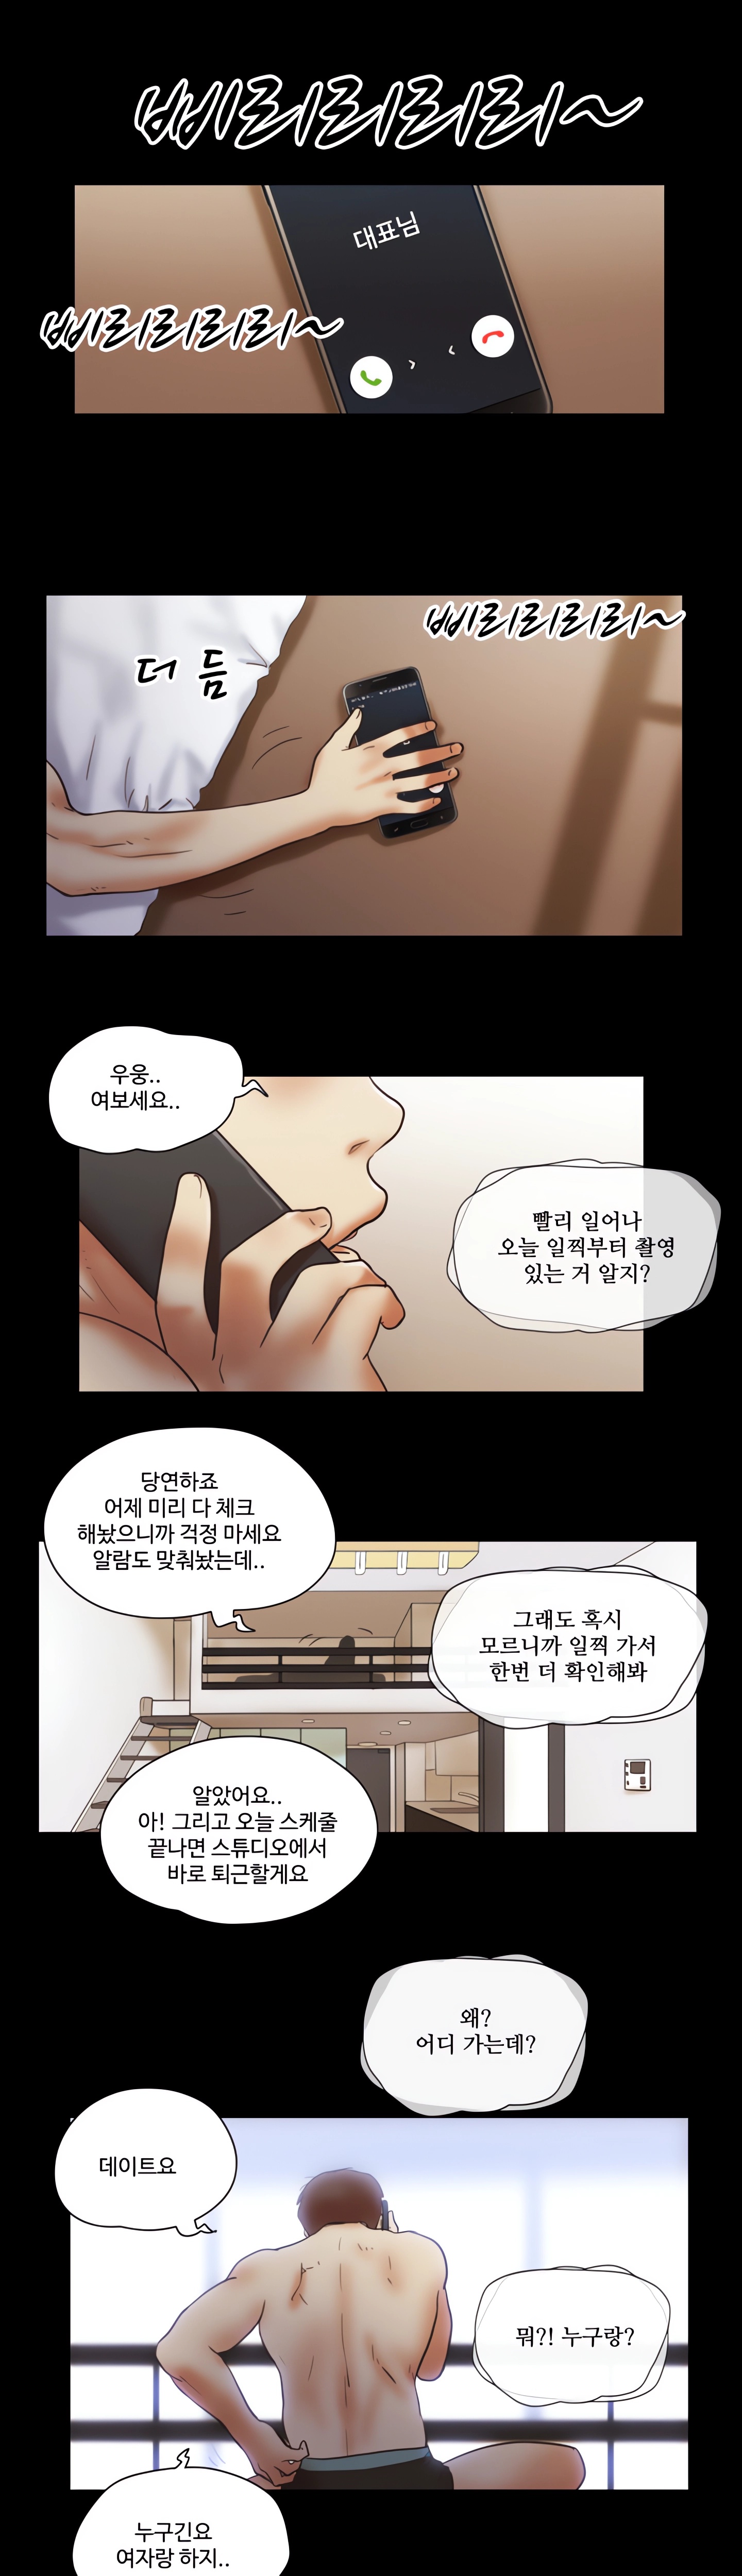 삐리리리리~
대표님
삐리리리리~
삐리리리리~
더듬
우웅..
여보세요..
빨리 일어나
오늘 일찍부터 촬영
있는 거 알지?
당연하죠
어제 미리 다 체크
해놨으니까 걱정 마세요
알람도 맞춰놨는데..
그래도 혹시
모르니까 일찍 가서
한번 더 확인해봐
알았어요..
아! 그리고 오늘 스케줄
끝나면 스튜디오에서
바로 퇴근할게요
왜?
어디 가는데?
데이트요
뭐?! 누구랑?
누구긴요
여자랑 하지..